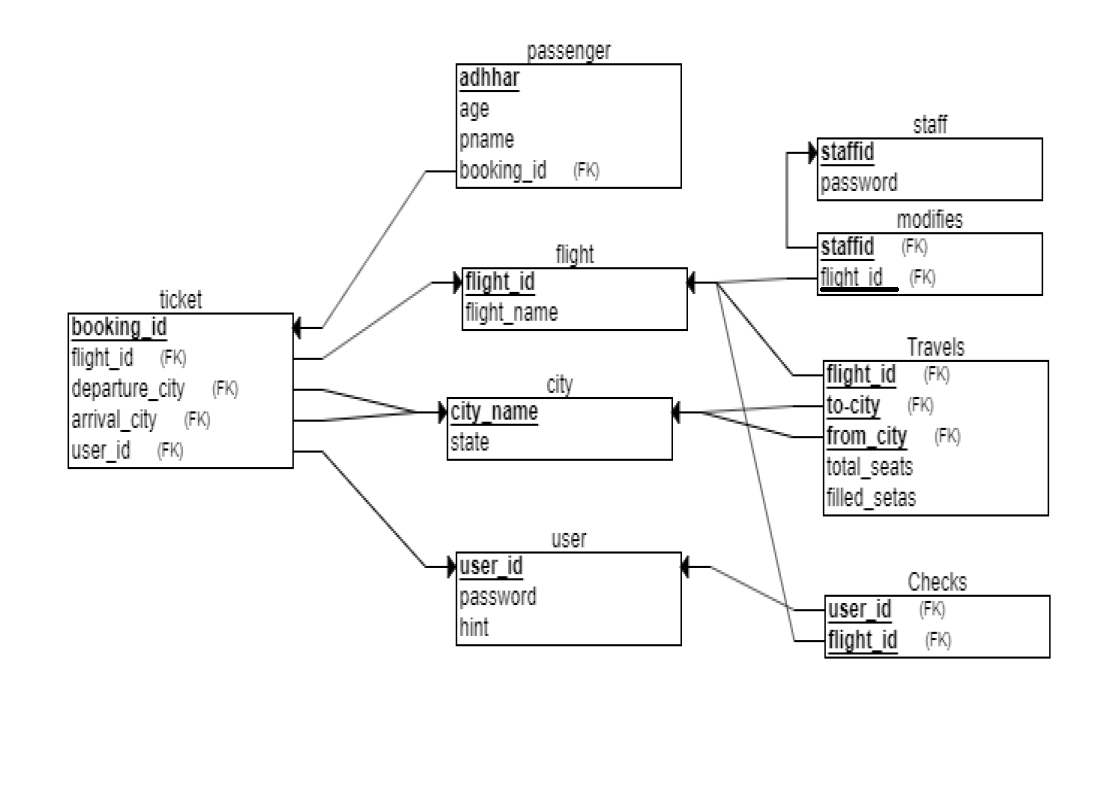 passenger
adhhar
age
pname
booking_id (FK)
staff
staffid
password
modifies
staffid (FK)
flight_id (FK)
flight
flight_id
flight_name
ticket
booking_id
flight_id (FK)
departure_city (FK)
arrival_city (FK)
user_id (FK)
city
city_name
state
Travels
flight_id (FK)
to-city (FK)
from_city (FK)
total_seats
filled_setas
user
user_id
password
hint
Checks
user_id (FK)
flight_id (FK)